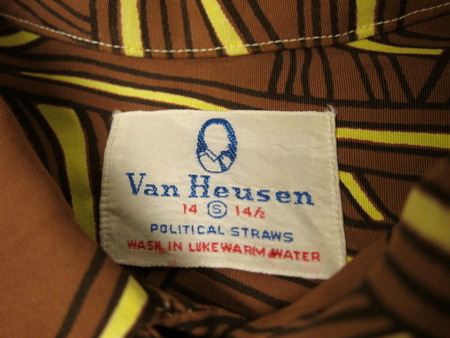 Van Heusen
14 S 14½
POLITICAL STRAWS
WASH IN LUKEWARM WATER